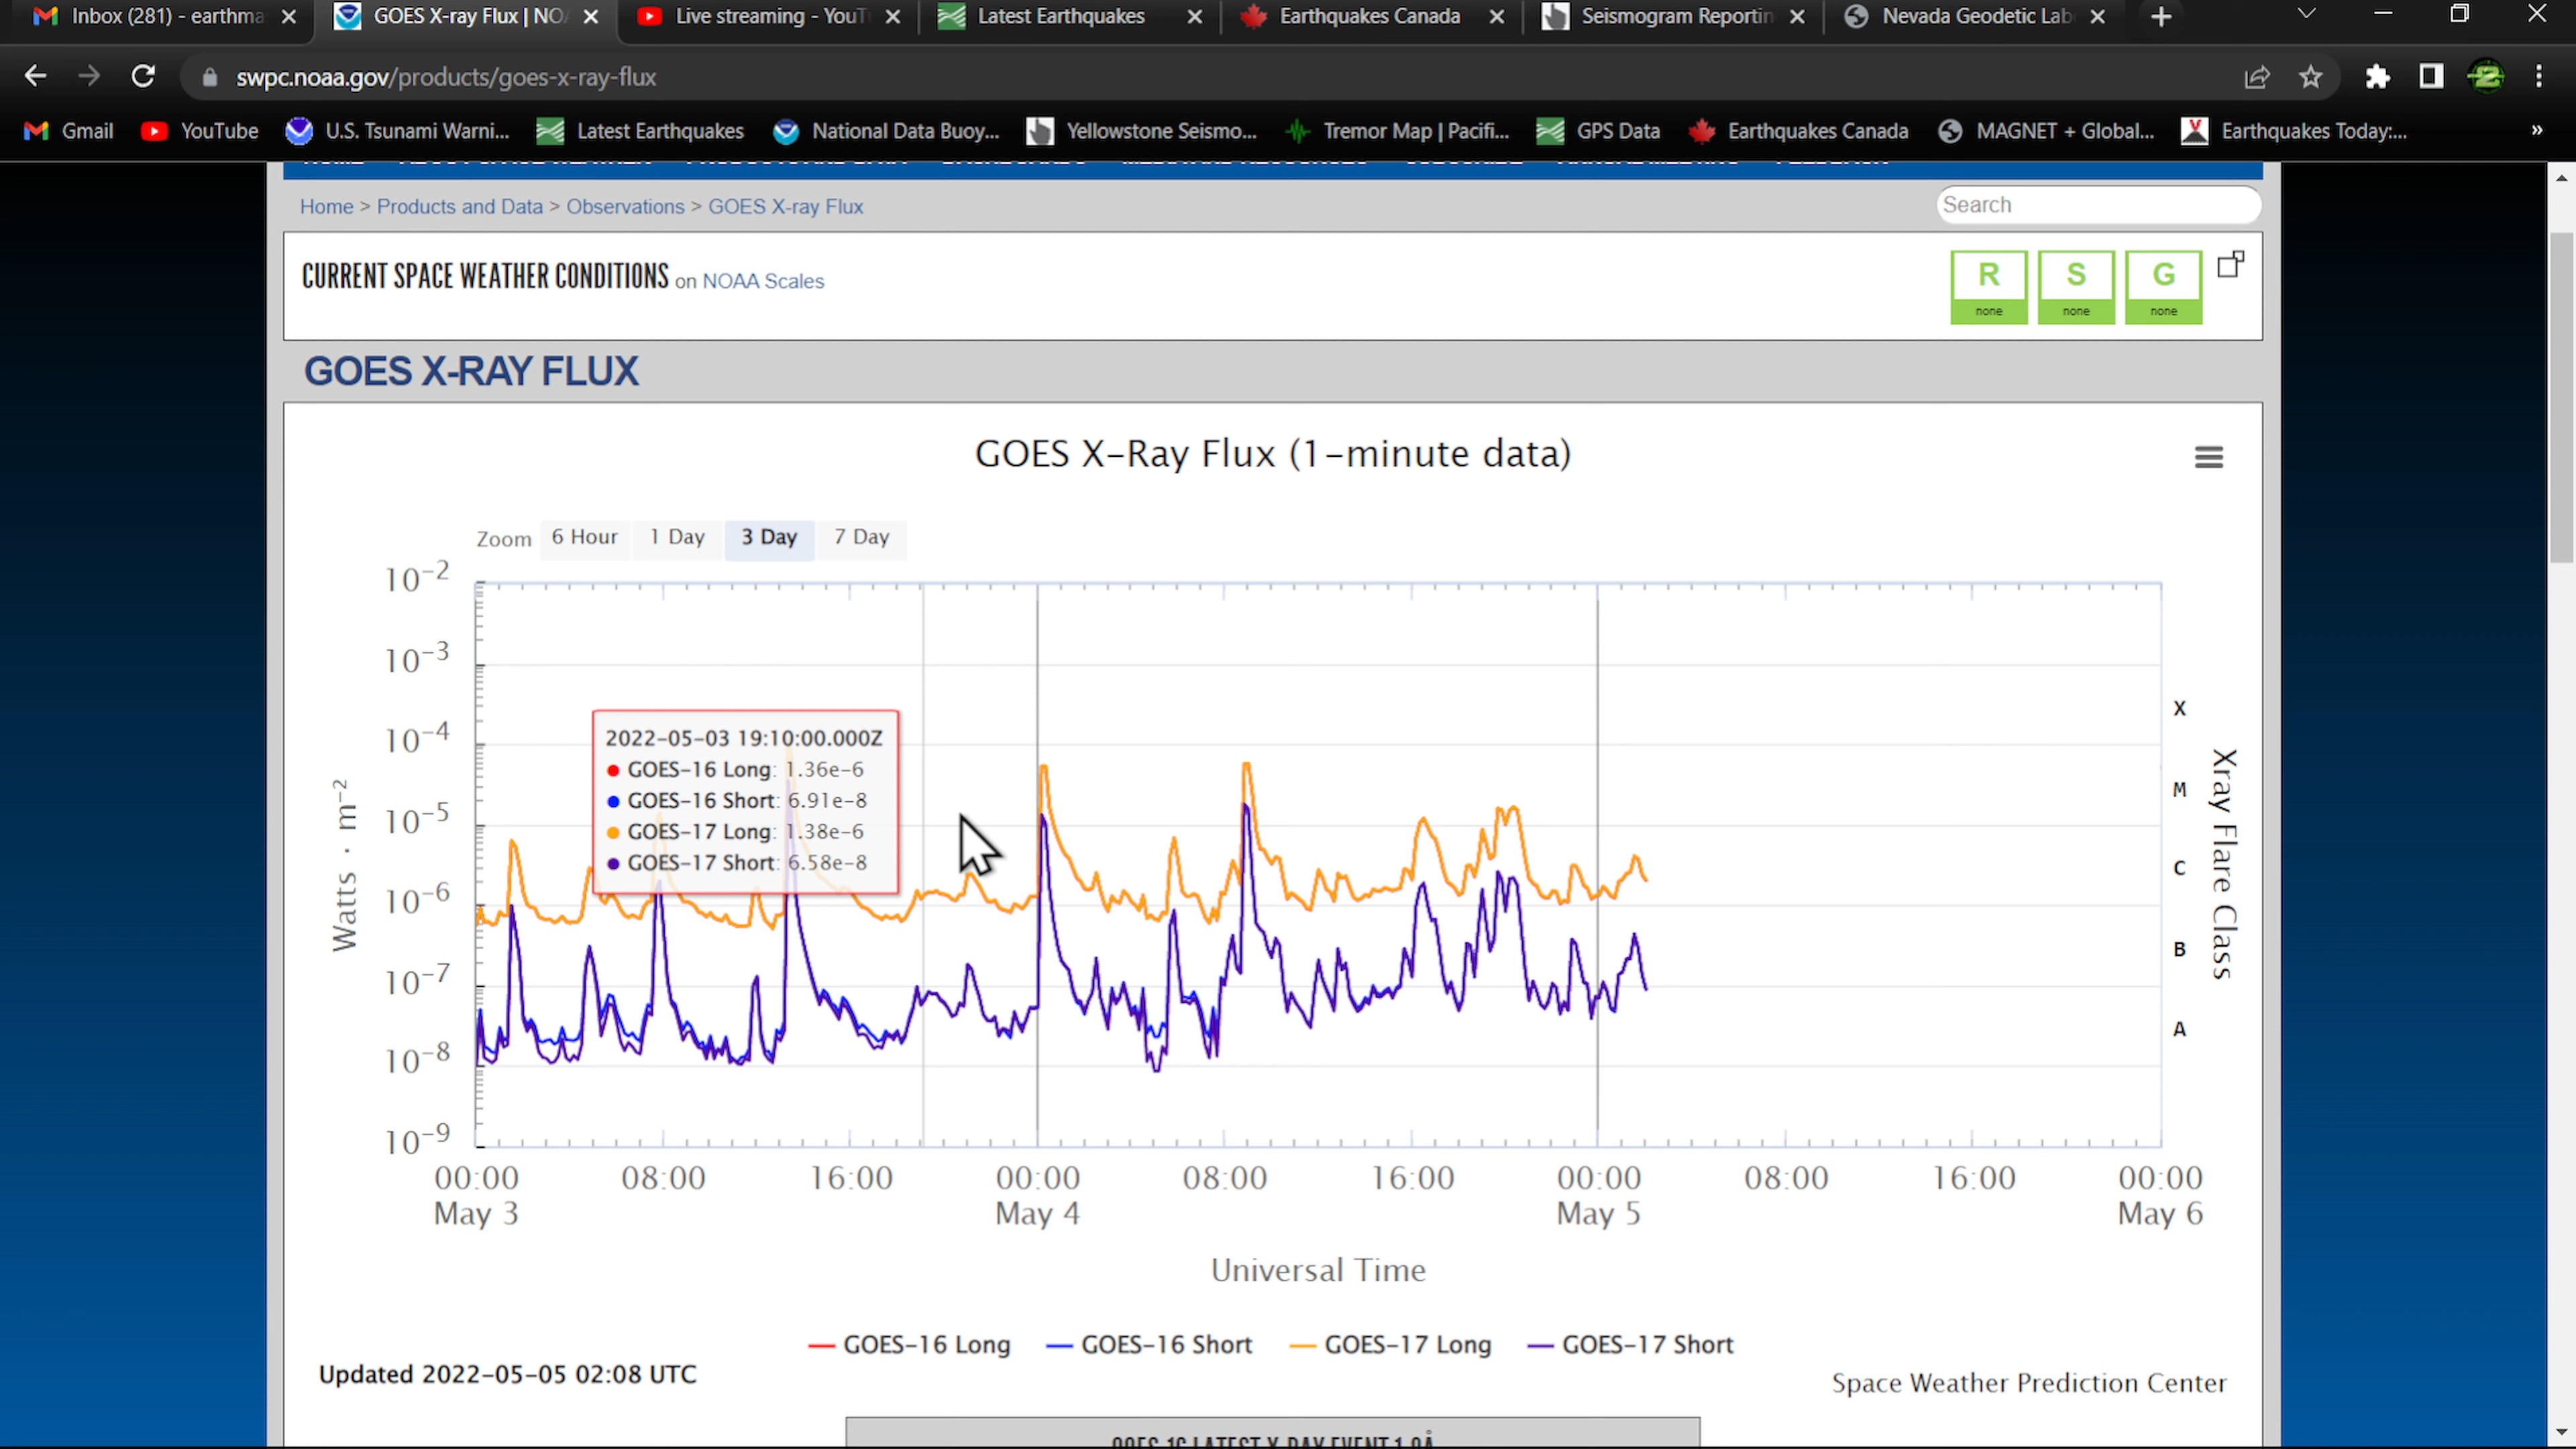 Inbox (281) - earthma
GOES X-ray Flux | NO
Live streaming - YouT
Latest Earthquakes
Earthquakes Canada
Seismogram Reportin
Nevada Geodetic Lab
swpc.noaa.gov/products/goes-x-ray-flux
Gmail
YouTube
U.S. Tsunami Warni...
Latest Earthquakes
National Data Buoy...
Yellowstone Seismo...
Tremor Map | Pacifi...
GPS Data
Earthquakes Canada
MAGNET + Global...
Earthquakes Today:...
»
Home > Products and Data > Observations > GOES X-ray Flux
Search
CURRENT SPACE WEATHER CONDITIONS on NOAA Scales
R
S
G
none
none
none
GOES X-RAY FLUX
GOES X-Ray Flux (1-minute data)
Zoom 6 Hour 1 Day 3 Day 7 Day
10⁻²
10⁻³
10⁻⁴
10⁻⁵
10⁻⁶
10⁻⁷
10⁻⁸
10⁻⁹
Watts · m⁻²
2022-05-03 19:10:00.000Z
GOES-16 Long: 1.36e-6
GOES-16 Short: 6.91e-8
GOES-17 Long: 1.38e-6
GOES-17 Short: 6.58e-8
X
M
C
B
A
Xray Flare Class
00:00 08:00 16:00 00:00 08:00 16:00 00:00 08:00 16:00 00:00
May 3 May 4 May 5 May 6
Universal Time
GOES-16 Long GOES-16 Short GOES-17 Long GOES-17 Short
Updated 2022-05-05 02:08 UTC
Space Weather Prediction Center